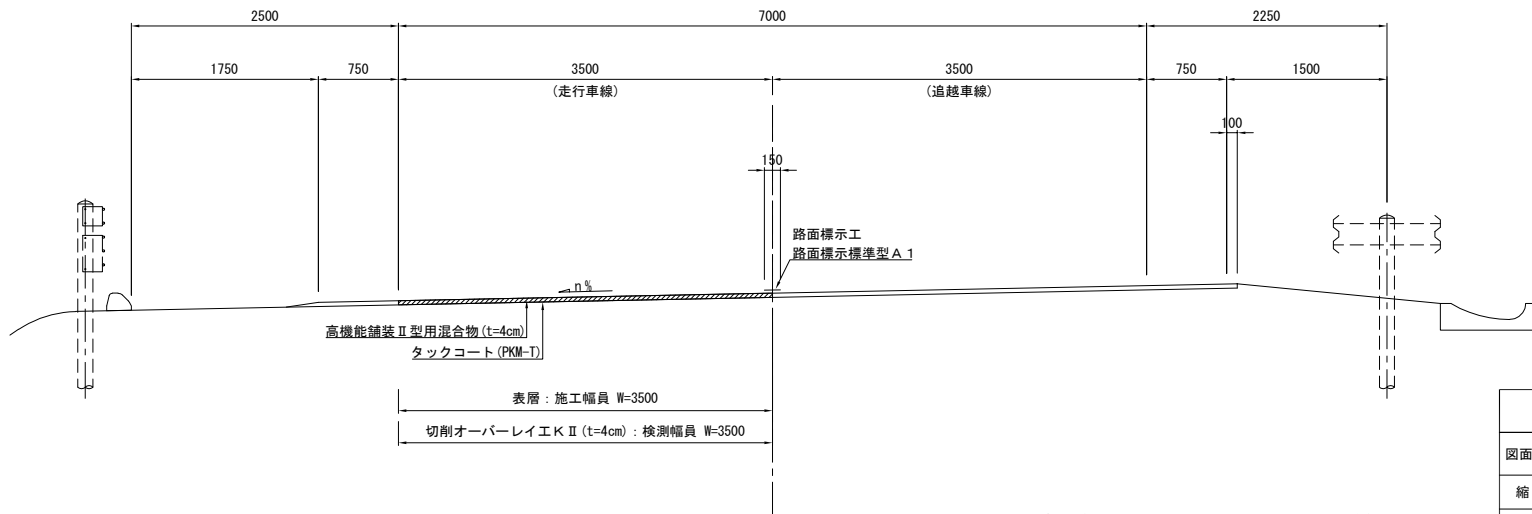 2500 7000 2250
1750 750 3500 3500 750 1500
(走行車線) (追越車線)
100
150
路面標示工
路面標示標準型A1
n%
高機能舗装Ⅱ型用混合物(t=4cm)
タックコート(PKM-T)
表層:施工幅員 W=3500
切削オーバーレイ工KⅡ(t=4cm):検測幅員 W=3500
図面
縮